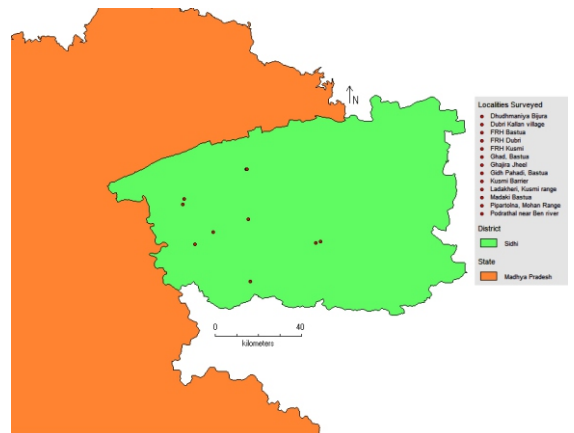 N
Localities Surveyed
Dhudhmaniya Bijura
Dubri Kallan village
FRH Bastua
FRH Dubri
FRH Kusmi
Ghad, Bastua
Ghajira Jheel
Gidh Pahadi, Bastua
Kusmi Barrier
Ladakheri, Kusmi range
Madaki Bastua
Pipartolna, Mohan Range
Podrathal near Ben river
District
Sidhi
State
Madhya Pradesh
0 40
kilometers